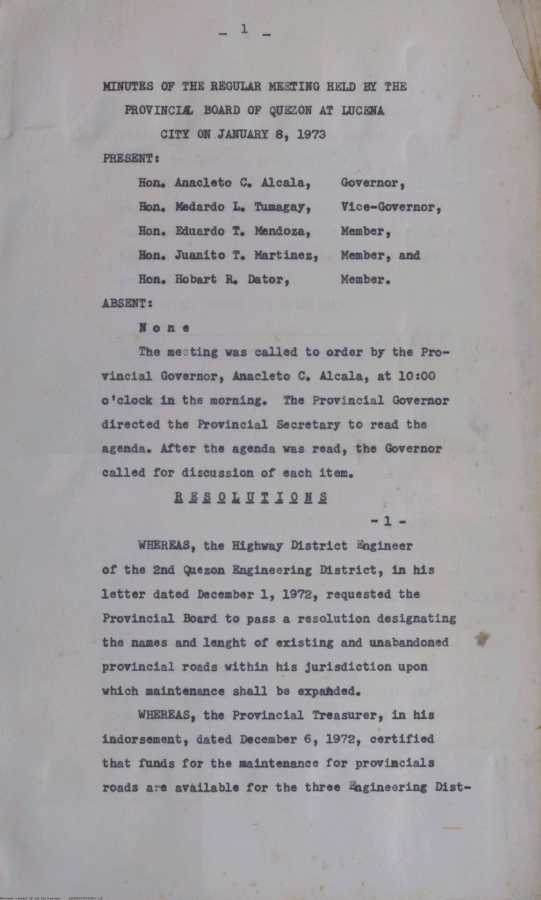 _ 1 _
MINUTES OF THE REGULAR MEETING HELD BY THE
PROVINCIAL BOARD OF QUEZON AT LUCENA
CITY ON JANUARY 8, 1973
PRESENT:
Hon. Anacleto C. Alcala, Governor,
Hon. Medardo L. Tumagay, Vice-Governor,
Hon. Eduardo T. Mendoza, Member,
Hon. Juanito T. Martinez, Member, and
Hon. Hobart R. Dator, Member.
ABSENT:
N o n e
The meeting was called to order by the Pro-
vincial Governor, Anacleto C. Alcala, at 10:00
o'clock in the morning. The Provincial Governor
directed the Provincial Secretary to read the
agenda. After the agenda was read, the Governor
called for discussion of each item.
R E S O L U T I O N S
- 1 -
WHEREAS, the Highway District Engineer
of the 2nd Quezon Engineering District, in his
letter dated December 1, 1972, requested the
Provincial Board to pass a resolution designating
the names and lenght of existing and unabandoned
provincial roads within his jurisdiction upon
which maintenance shall be expanded.
WHEREAS, the Provincial Treasurer, in his
indorsement, dated December 6, 1972, certified
that funds for the maintenance for provincials
roads are available for the three Engineering Dist-